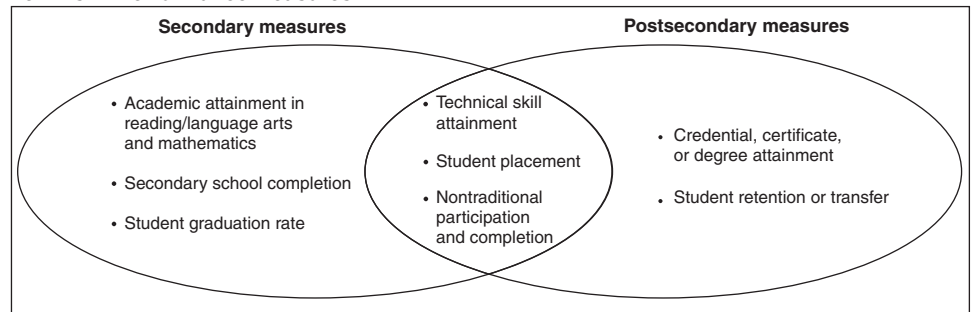 Secondary measures
Postsecondary measures
• Academic attainment in
reading/language arts
and mathematics
• Secondary school completion
• Student graduation rate
• Technical skill
attainment
• Student placement
• Nontraditional
participation
and completion
• Credential, certificate,
or degree attainment
• Student retention or transfer